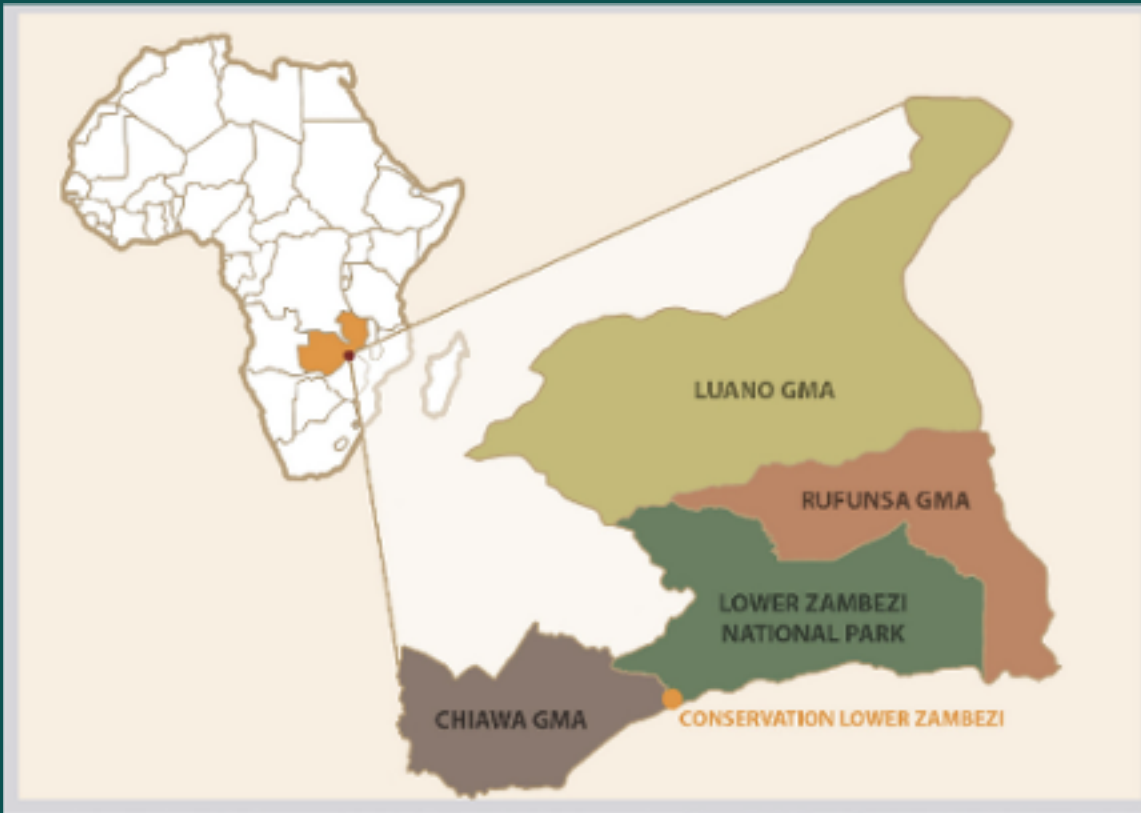 LUANO GMA
RUFUNSA GMA
LOWER ZAMBEZI
NATIONAL PARK
CHIAWA GMA
CONSERVATION LOWER ZAMBEZI